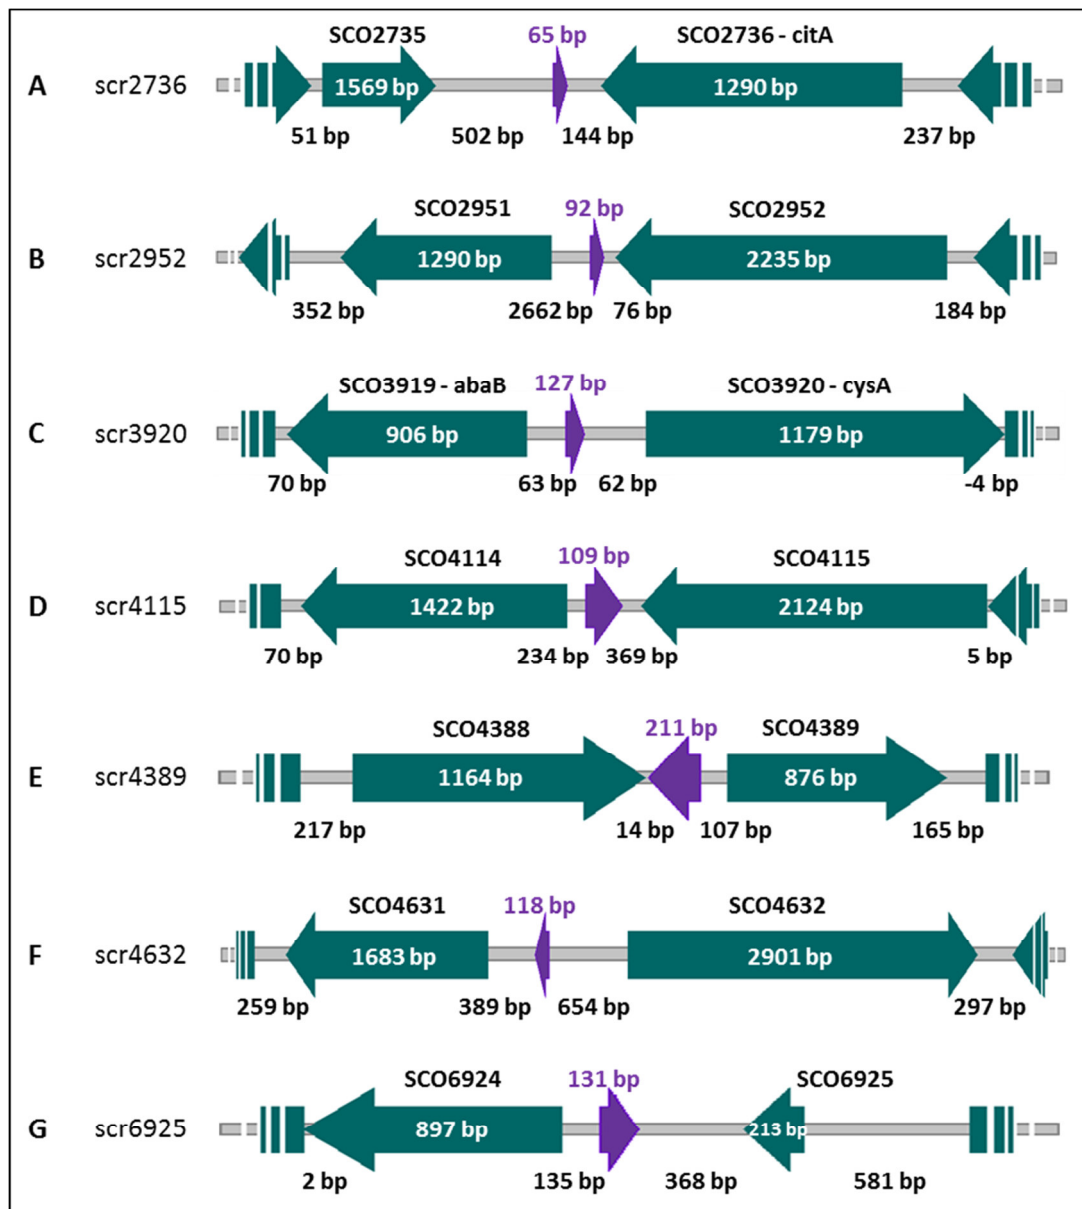 SCO2735 65 bp SCO2736 - citA
A scr2736 1569 bp 1290 bp
51 bp 502 bp 144 bp 237 bp
SCO2951 92 bp SCO2952
B scr2952 1290 bp 2235 bp
352 bp 2662 bp 76 bp 184 bp
SCO3919 - abaB 127 bp SCO3920 - cysA
C scr3920 906 bp 1179 bp
70 bp 63 bp 62 bp -4 bp
SCO4114 109 bp SCO4115
D scr4115 1422 bp 2124 bp
70 bp 234 bp 369 bp 5 bp
SCO4388 211 bp SCO4389
E scr4389 1164 bp 876 bp
217 bp 14 bp 107 bp 165 bp
SCO4631 118 bp SCO4632
F scr4632 1683 bp 2901 bp
259 bp 389 bp 654 bp 297 bp
SCO6924 131 bp SCO6925
G scr6925 897 bp 213 bp
2 bp 135 bp 368 bp 581 bp